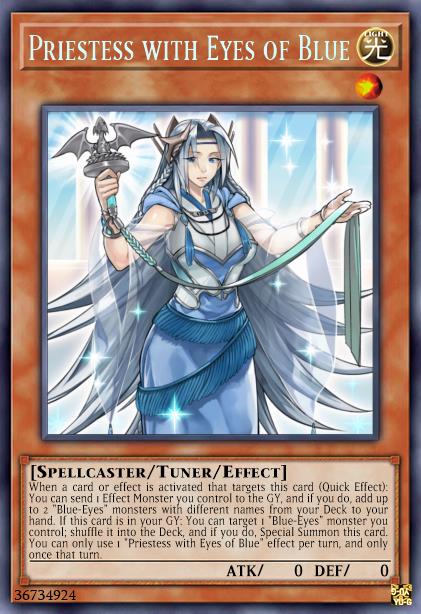 PRIESTESS WITH EYES OF BLUE
LIGHT
光
[SPELLCASTER/TUNER/EFFECT]
When a card or effect is activated that targets this card (Quick Effect):
You can send 1 Effect Monster you control to the GY, and if you do, add up
to 2 "Blue-Eyes" monsters with different names from your Deck to your
hand. If this card is in your GY: You can target 1 "Blue-Eyes" monster you
control; shuffle it into the Deck, and if you do, Special Summon this card.
You can only use 1 "Priestess with Eyes of Blue" effect per turn, and only
once that turn.
ATK/ 0 DEF/ 0
36734924